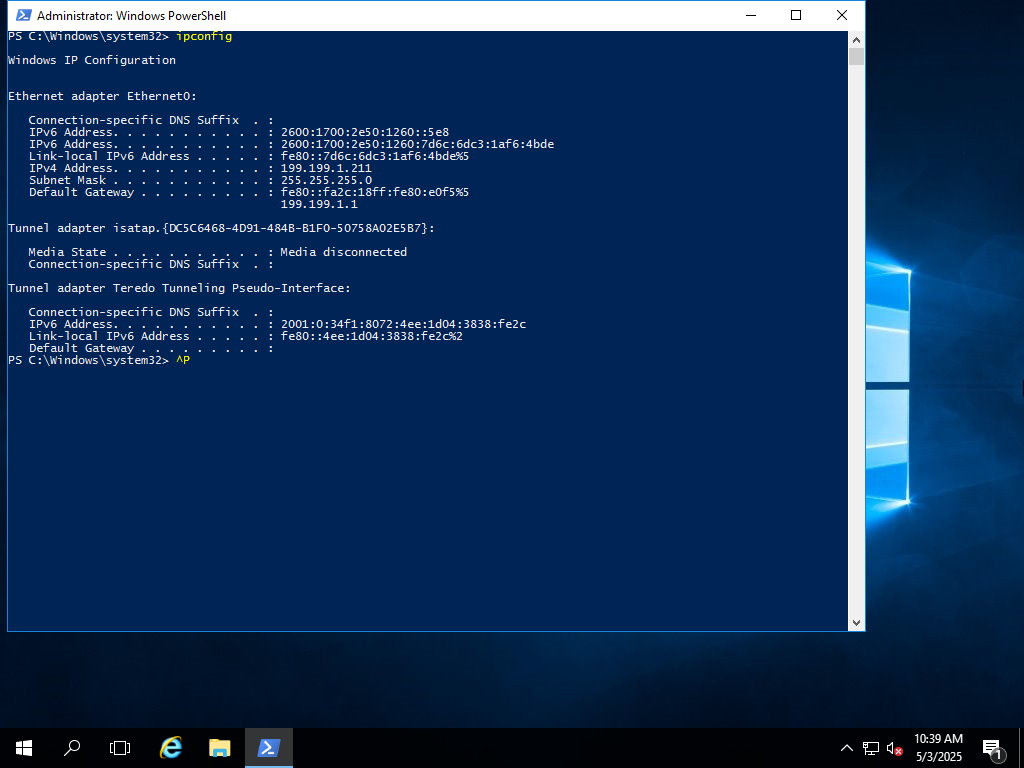 Administrator: Windows PowerShell
PS C:\Windows\system32> ipconfig
Windows IP Configuration
Ethernet adapter Ethernet0:
Connection-specific DNS Suffix  . :
IPv6 Address. . . . . . . . . . . : 2600:1700:2e50:1260::5e8
IPv6 Address. . . . . . . . . . . : 2600:1700:2e50:1260:7d6c:6dc3:1af6:4bde
Link-local IPv6 Address . . . . . : fe80::7d6c:6dc3:1af6:4bde%5
IPv4 Address. . . . . . . . . . . : 199.199.1.211
Subnet Mask . . . . . . . . . . . : 255.255.255.0
Default Gateway . . . . . . . . . : fe80::fa2c:18ff:fe80:e0f5%5
199.199.1.1
Tunnel adapter isatap.{DC5C6468-4D91-484B-B1F0-50758A02E5B7}:
Media State . . . . . . . . . . . : Media disconnected
Connection-specific DNS Suffix  . :
Tunnel adapter Teredo Tunneling Pseudo-Interface:
Connection-specific DNS Suffix  . :
IPv6 Address. . . . . . . . . . . : 2001:0:34f1:8072:4ee:1d04:3838:fe2c
Link-local IPv6 Address . . . . . : fe80::4ee:1d04:3838:fe2c%2
Default Gateway . . . . . . . . . :
PS C:\Windows\system32> ^P
10:39 AM
5/3/2025
1